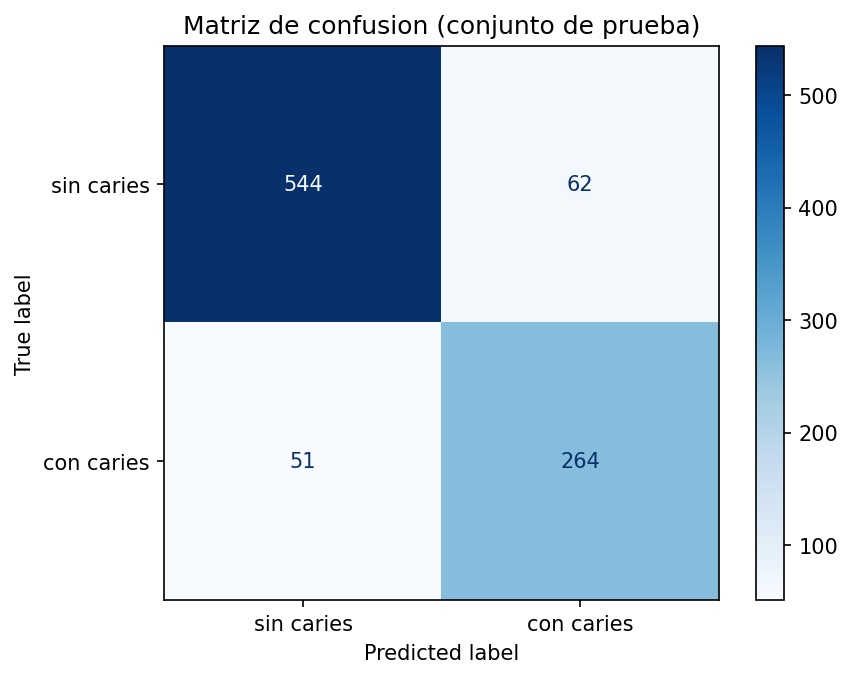 Matriz de confusion (conjunto de prueba)
sin caries
544
62
con caries
51
264
sin caries
con caries
Predicted label
True label
500
400
300
200
100